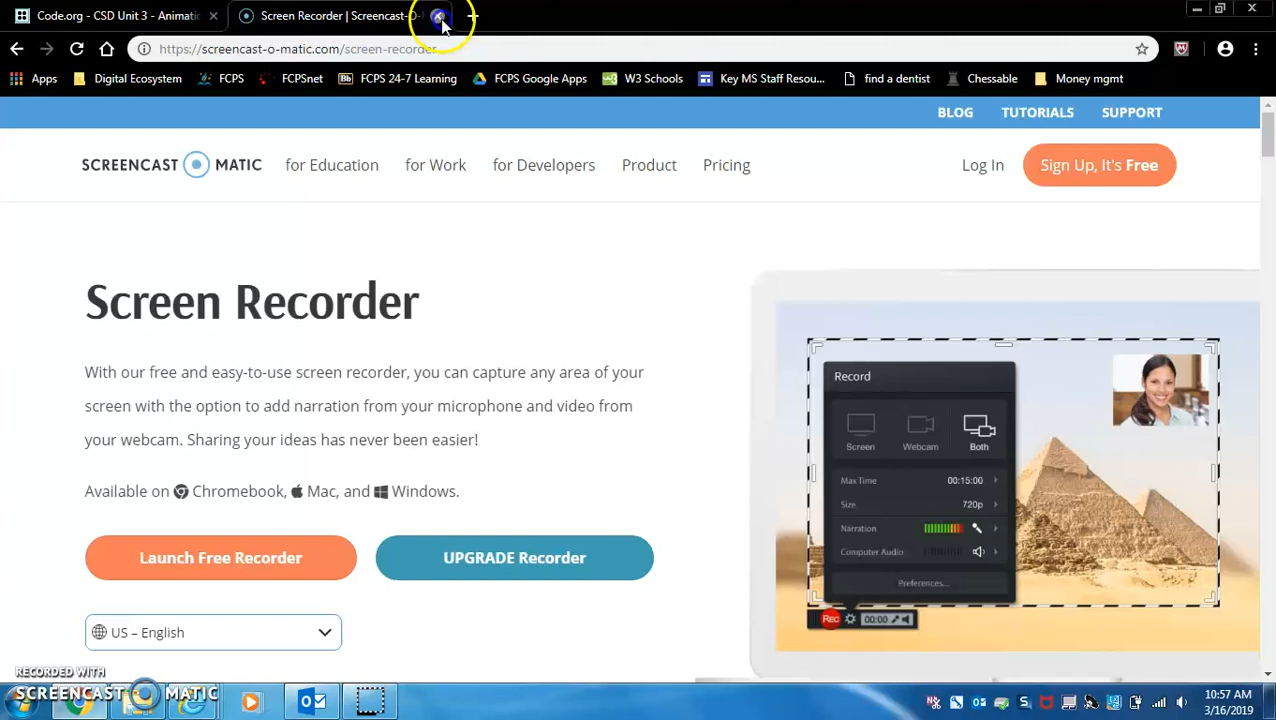 Code.org - CSD Unit 3 - Animatio
Screen Recorder | Screencast-O-
https://screencast-o-matic.com/screen-recorder
Apps
Digital Ecosystem
FCPS
FCPSnet
Bb FCPS 24-7 Learning
FCPS Google Apps
W3 Schools
Key MS Staff Resou...
find a dentist
Chessable
Money mgmt
BLOG
TUTORIALS
SUPPORT
SCREENCAST MATIC
for Education
for Work
for Developers
Product
Pricing
Log In
Sign Up, It's Free
Screen Recorder
With our free and easy-to-use screen recorder, you can capture any area of your
screen with the option to add narration from your microphone and video from
your webcam. Sharing your ideas has never been easier!
Available on Chromebook, Mac, and Windows.
Launch Free Recorder
UPGRADE Recorder
US – English
Record
Screen
Webcam
Both
Max Time 00:15:00
Size 720p
Narration
Computer Audio
Preferences...
REC 00:00
RECORDED WITH
SCREENCAST MATIC
10:57 AM
3/16/2019